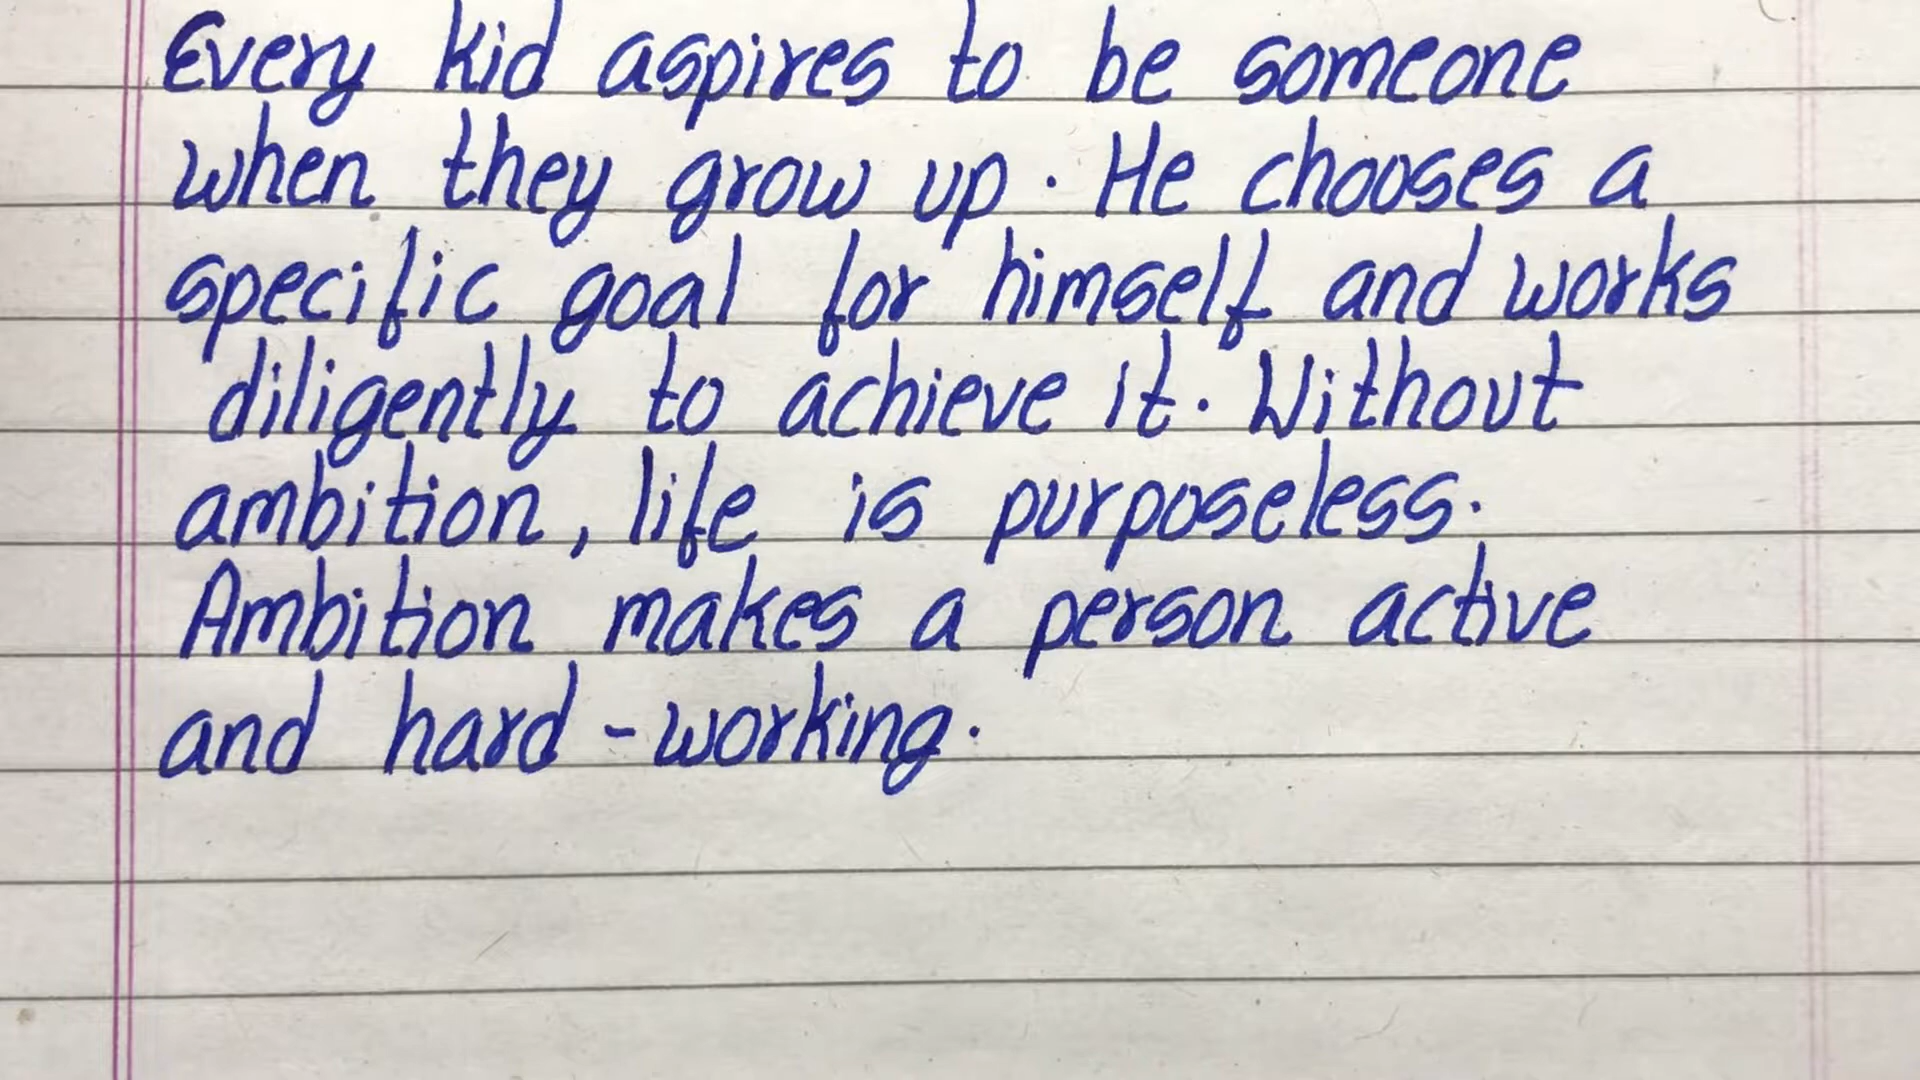 Every kid aspires to be someone
when they grow up. He chooses a
specific goal for himself and works
diligently to achieve it. Without
ambition, life is purposeless.
Ambition makes a person active
and hard-working.